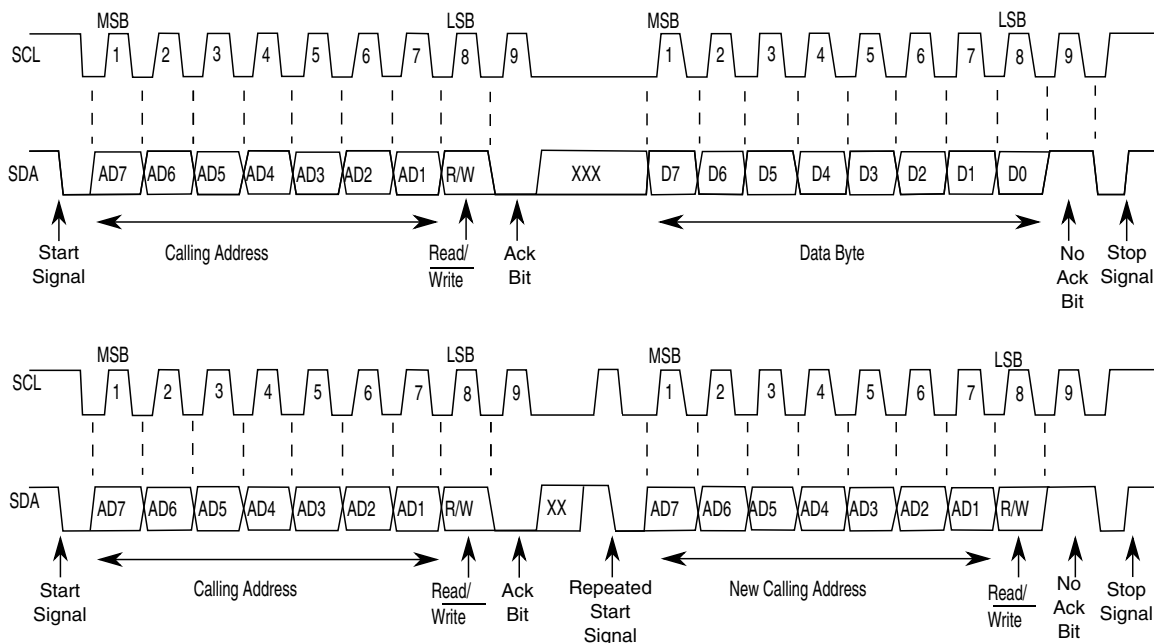 MSB LSB MSB LSB
SCL 1 2 3 4 5 6 7 8 9 1 2 3 4 5 6 7 8 9
SDA AD7 AD6 AD5 AD4 AD3 AD2 AD1 R/W XXX D7 D6 D5 D4 D3 D2 D1 D0
Start Signal
Calling Address
Read/
Write
Ack Bit
Data Byte
No Ack Bit
Stop Signal
MSB LSB MSB LSB
SCL 1 2 3 4 5 6 7 8 9 1 2 3 4 5 6 7 8 9
SDA AD7 AD6 AD5 AD4 AD3 AD2 AD1 R/W XX AD7 AD6 AD5 AD4 AD3 AD2 AD1 R/W
Start Signal
Calling Address
Read/
Write
Ack Bit
Repeated Start Signal
New Calling Address
Read/
Write
No Ack Bit
Stop Signal